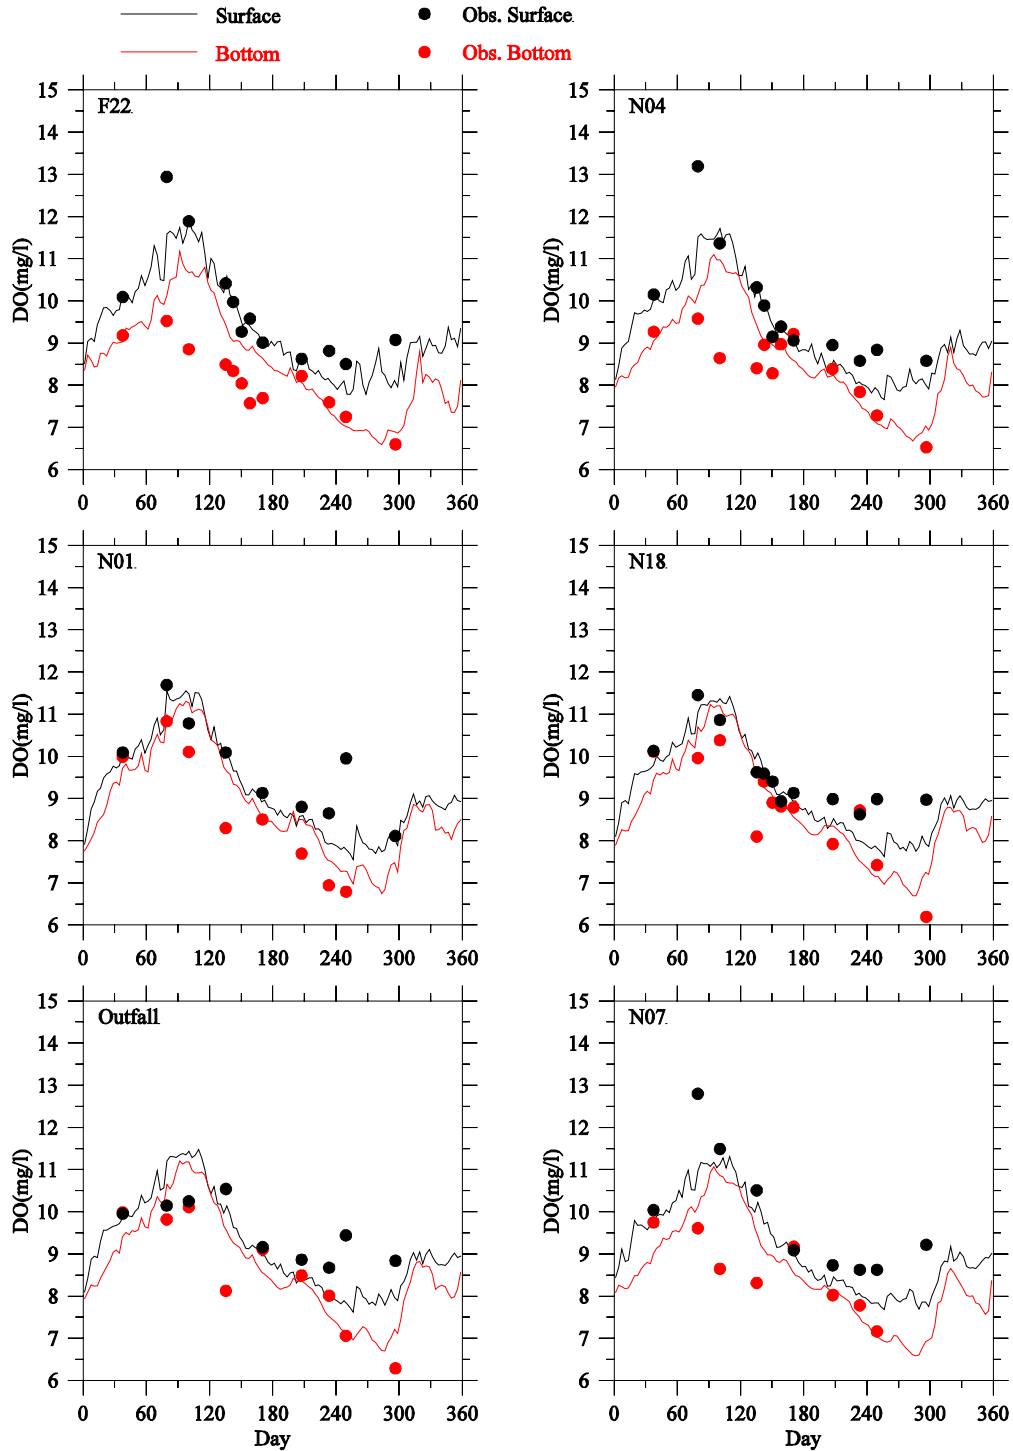 Surface Obs. Surface
Bottom Obs. Bottom
F22 N04
15 14 13 12 11 10 9 8 7 6 15 14 13 12 11 10 9 8 7 6
DO(mg/l) DO(mg/l)
0 60 120 180 240 300 360 0 60 120 180 240 300 360
N01 N18
15 14 13 12 11 10 9 8 7 6 15 14 13 12 11 10 9 8 7 6
DO(mg/l) DO(mg/l)
0 60 120 180 240 300 360 0 60 120 180 240 300 360
Outfall N07
15 14 13 12 11 10 9 8 7 6 15 14 13 12 11 10 9 8 7 6
DO(mg/l) DO(mg/l)
0 60 120 180 240 300 360 0 60 120 180 240 300 360
Day Day